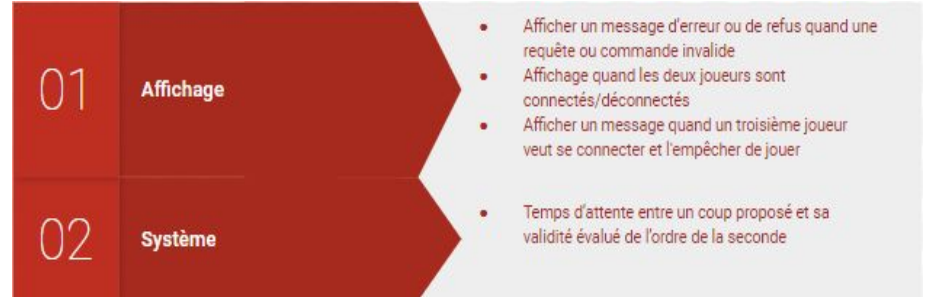 01
Affichage
• Afficher un message d'erreur ou de refus quand une
requête ou commande invalide
• Affichage quand les deux joueurs sont
connectés/déconnectés
• Afficher un message quand un troisième joueur
veut se connecter et l'empêcher de jouer
02
Système
• Temps d'attente entre un coup proposé et sa
validité évalué de l'ordre de la seconde